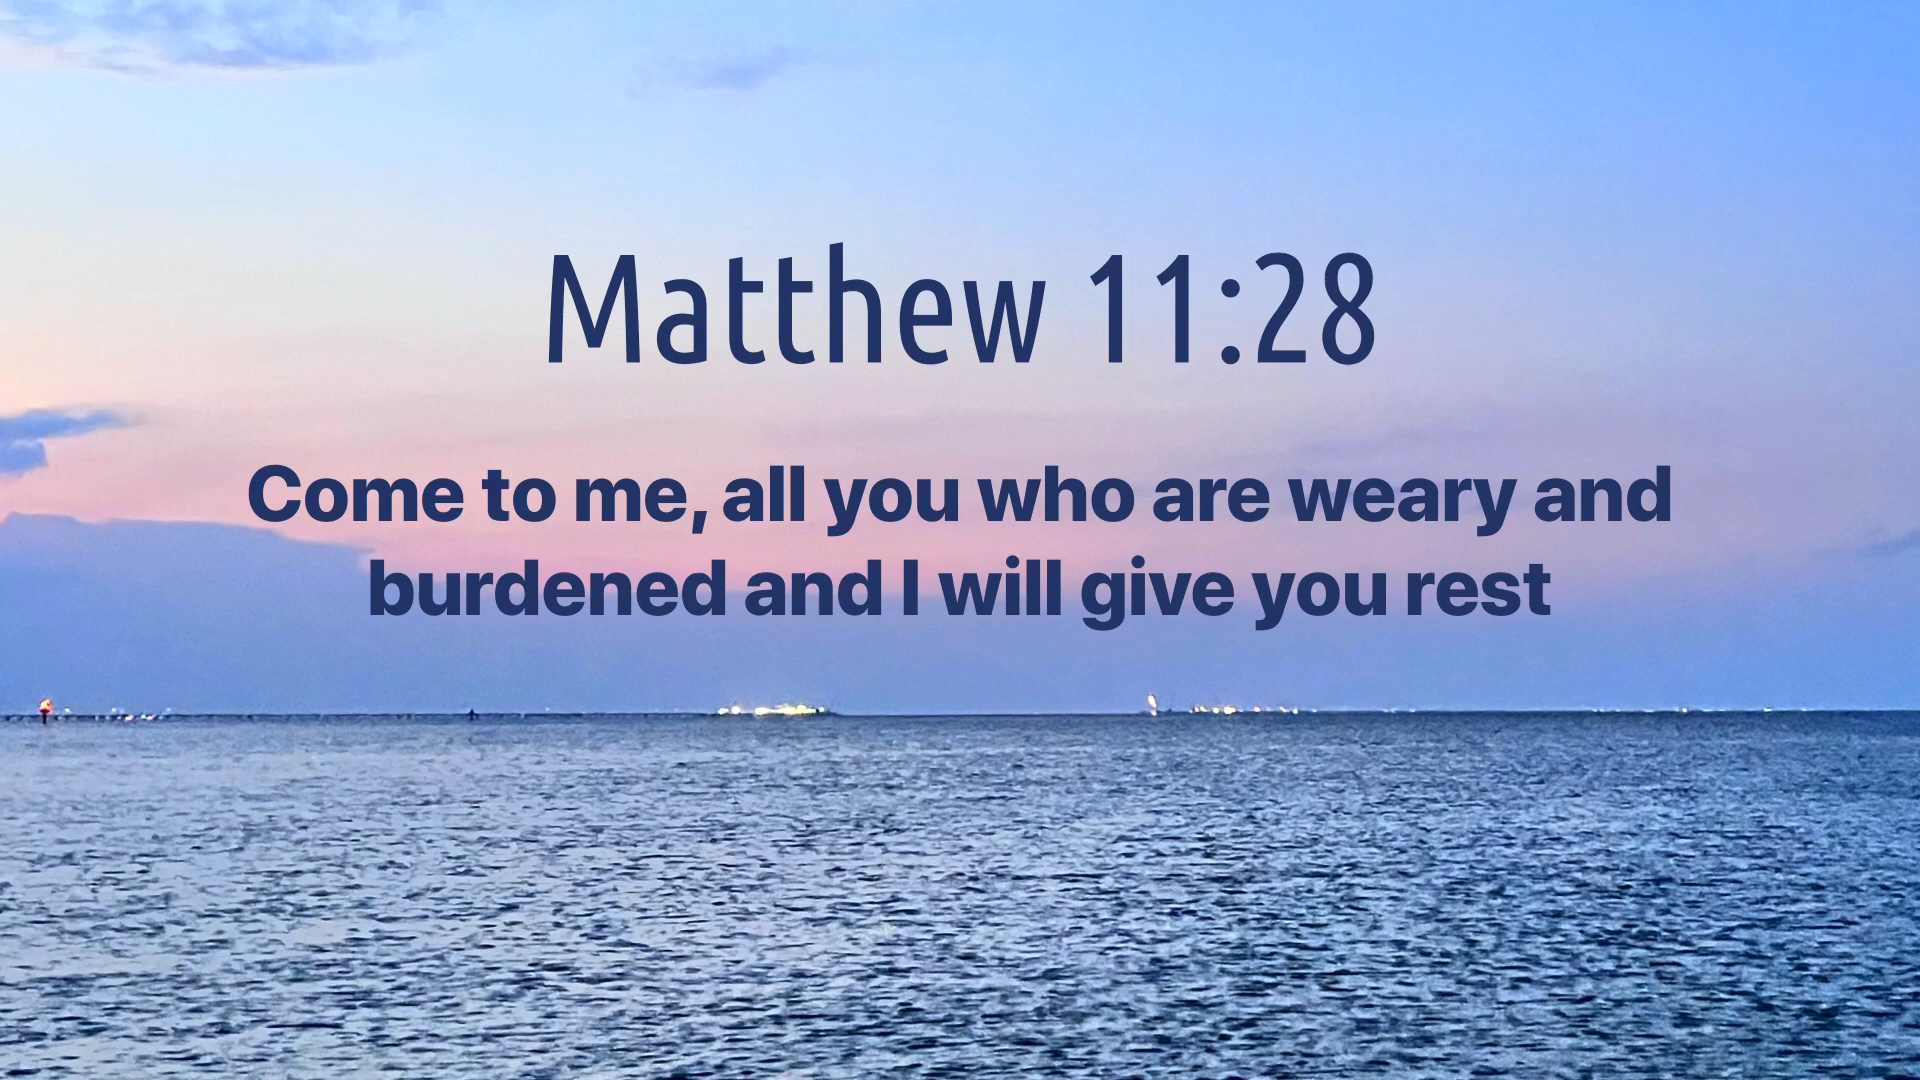 Matthew 11:28
Come to me, all you who are weary and
burdened and I will give you rest